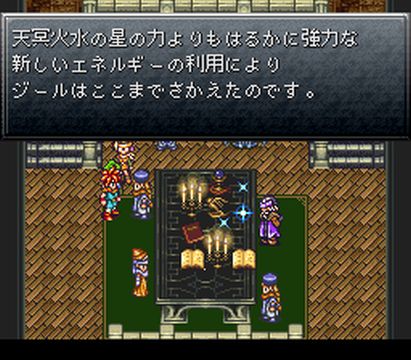 天冥火水の星の力よりもはるかに強力な
新しいエネルギーの利用により
ジールはここまでさかえたのです。